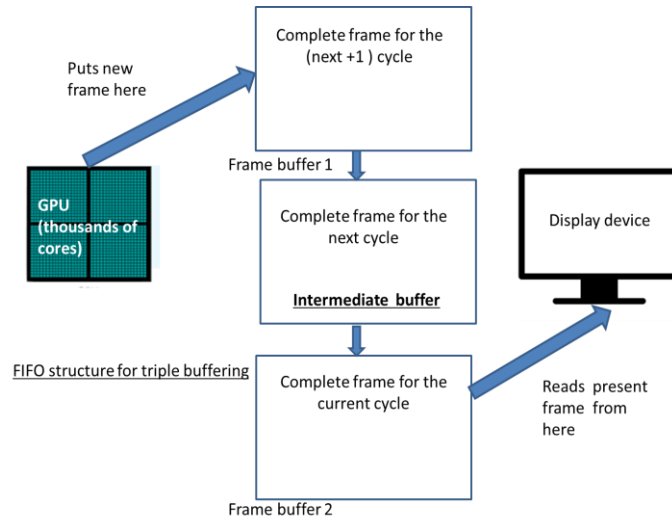 Complete frame for the
(next +1 ) cycle
Puts new
frame here
Frame buffer 1
GPU
(thousands of
cores)
Complete frame for the
next cycle
Intermediate buffer
Display device
FIFO structure for triple buffering
Complete frame for the
current cycle
Reads present
frame from
here
Frame buffer 2